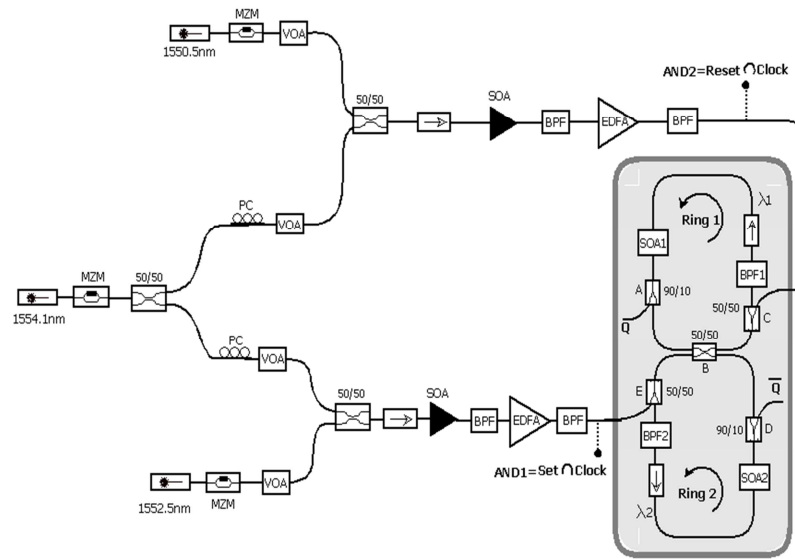 MZM
VOA
1550.5nm
50/50
SOA
BPF
EDFA
BPF
AND2=Reset ∩ Clock
PC
VOA
MZM
50/50
1554.1nm
PC
VOA
50/50
SOA
BPF
EDFA
BPF
AND1=Set ∩ Clock
1552.5nm
MZM
VOA
λ1
Ring 1
SOA1
BPF1
A
90/10
50/50
C
Q̅
50/50
B
E
50/50
Q̅
BPF2
90/10
D
Ring 2
SOA2
λ2